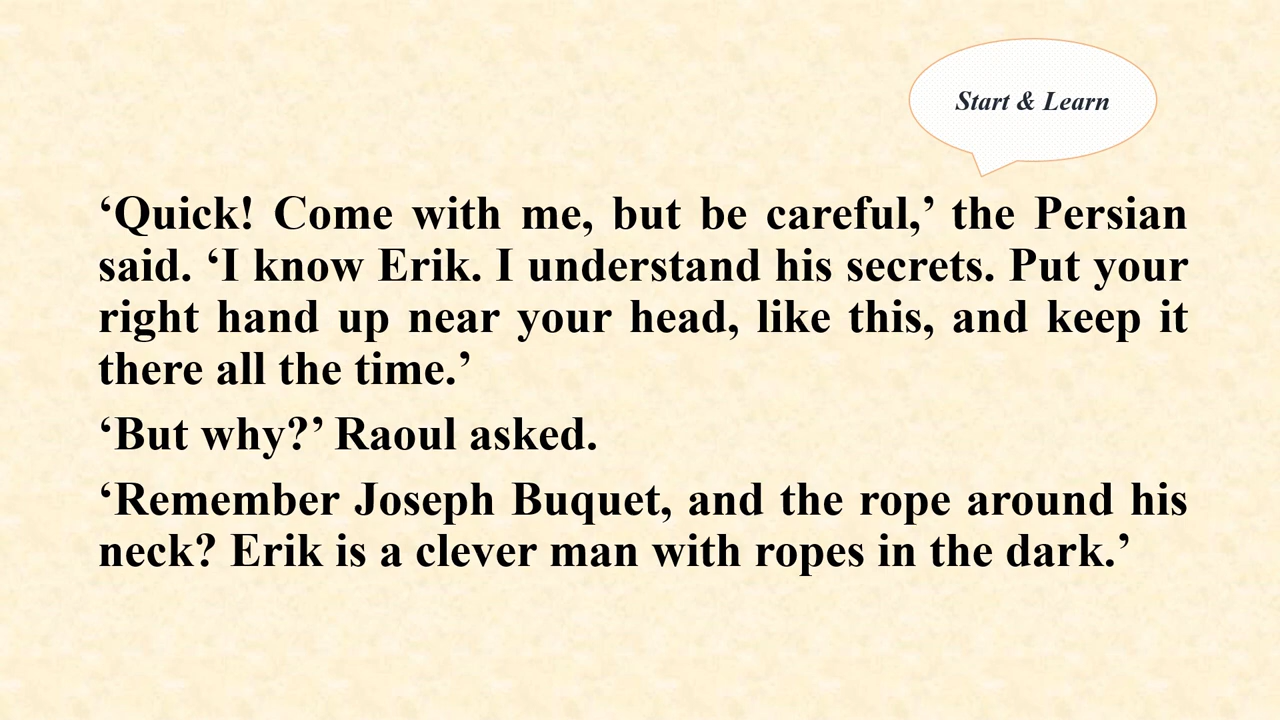 Start & Learn
‘Quick! Come with me, but be careful,’ the Persian
said. ‘I know Erik. I understand his secrets. Put your
right hand up near your head, like this, and keep it
there all the time.’
‘But why?’ Raoul asked.
‘Remember Joseph Buquet, and the rope around his
neck? Erik is a clever man with ropes in the dark.’